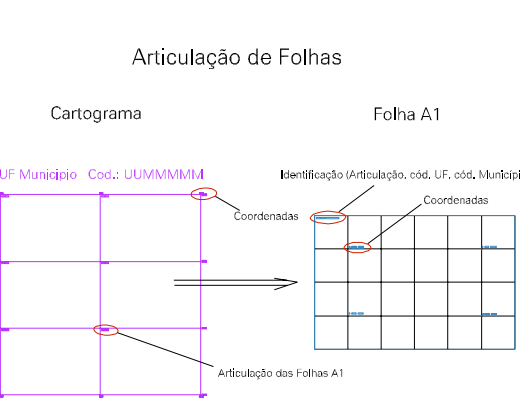 Articulação de Folhas
Cartograma
Folha A1
UF Municipio Cod.: UUMMMMM
Identificação (Articulação, cód. UF, cód. Municípi
Coordenadas
Coordenadas
Articulação das Folhas A1